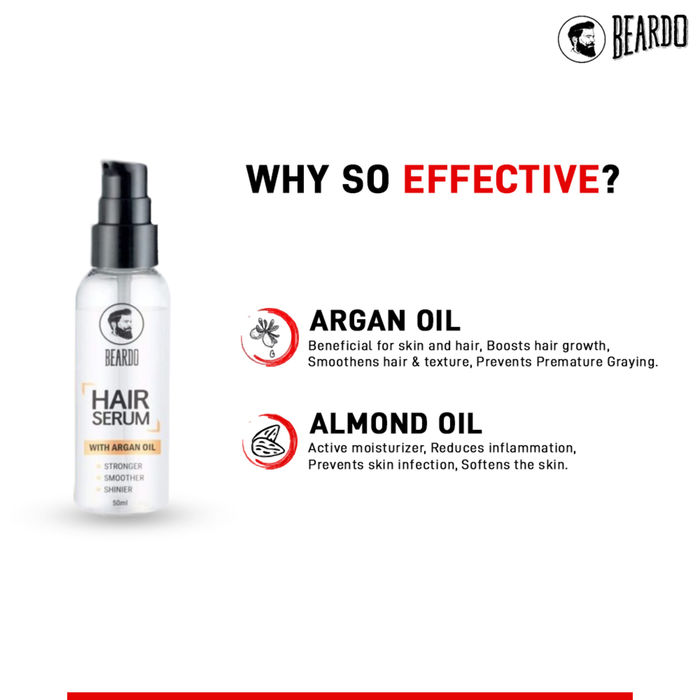 BEARDO
WHY SO EFFECTIVE?
BEARDO
HAIR
SERUM
WITH ARGAN OIL
STRONGER
SMOOTHER
SHINIER
50ml
ARGAN OIL
Beneficial for skin and hair, Boosts hair growth,
Smoothens hair & texture, Prevents Premature Graying.
ALMOND OIL
Active moisturizer, Reduces inflammation,
Prevents skin infection, Softens the skin.